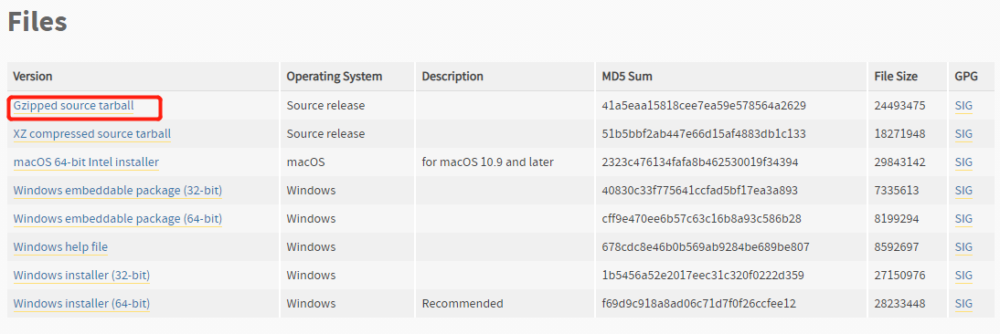 Files
Version Operating System Description MD5 Sum File Size GPG
Gzipped source tarball Source release 41a5eaa15818cee7ea59e578564a2629 24493475 SIG
XZ compressed source tarball Source release 51b5bbf2ab447e66d15af4883db1c133 18271948 SIG
macOS 64-bit Intel installer macOS for macOS 10.9 and later 2323c476134fafa8b462530019f34394 29843142 SIG
Windows embeddable package (32-bit) Windows 40830c33f775641ccfad5bf17ea3a893 7335613 SIG
Windows embeddable package (64-bit) Windows cff9e470ee6b57c63c16b8a93c586b28 8199294 SIG
Windows help file Windows 678cdc8e46b0b569ab9284be689be807 8592697 SIG
Windows installer (32-bit) Windows 1b5456a52e2017eec31c320f0222d359 27150976 SIG
Windows installer (64-bit) Windows Recommended f69d9c918a8ad06c71d7f0f26ccfee12 28233448 SIG